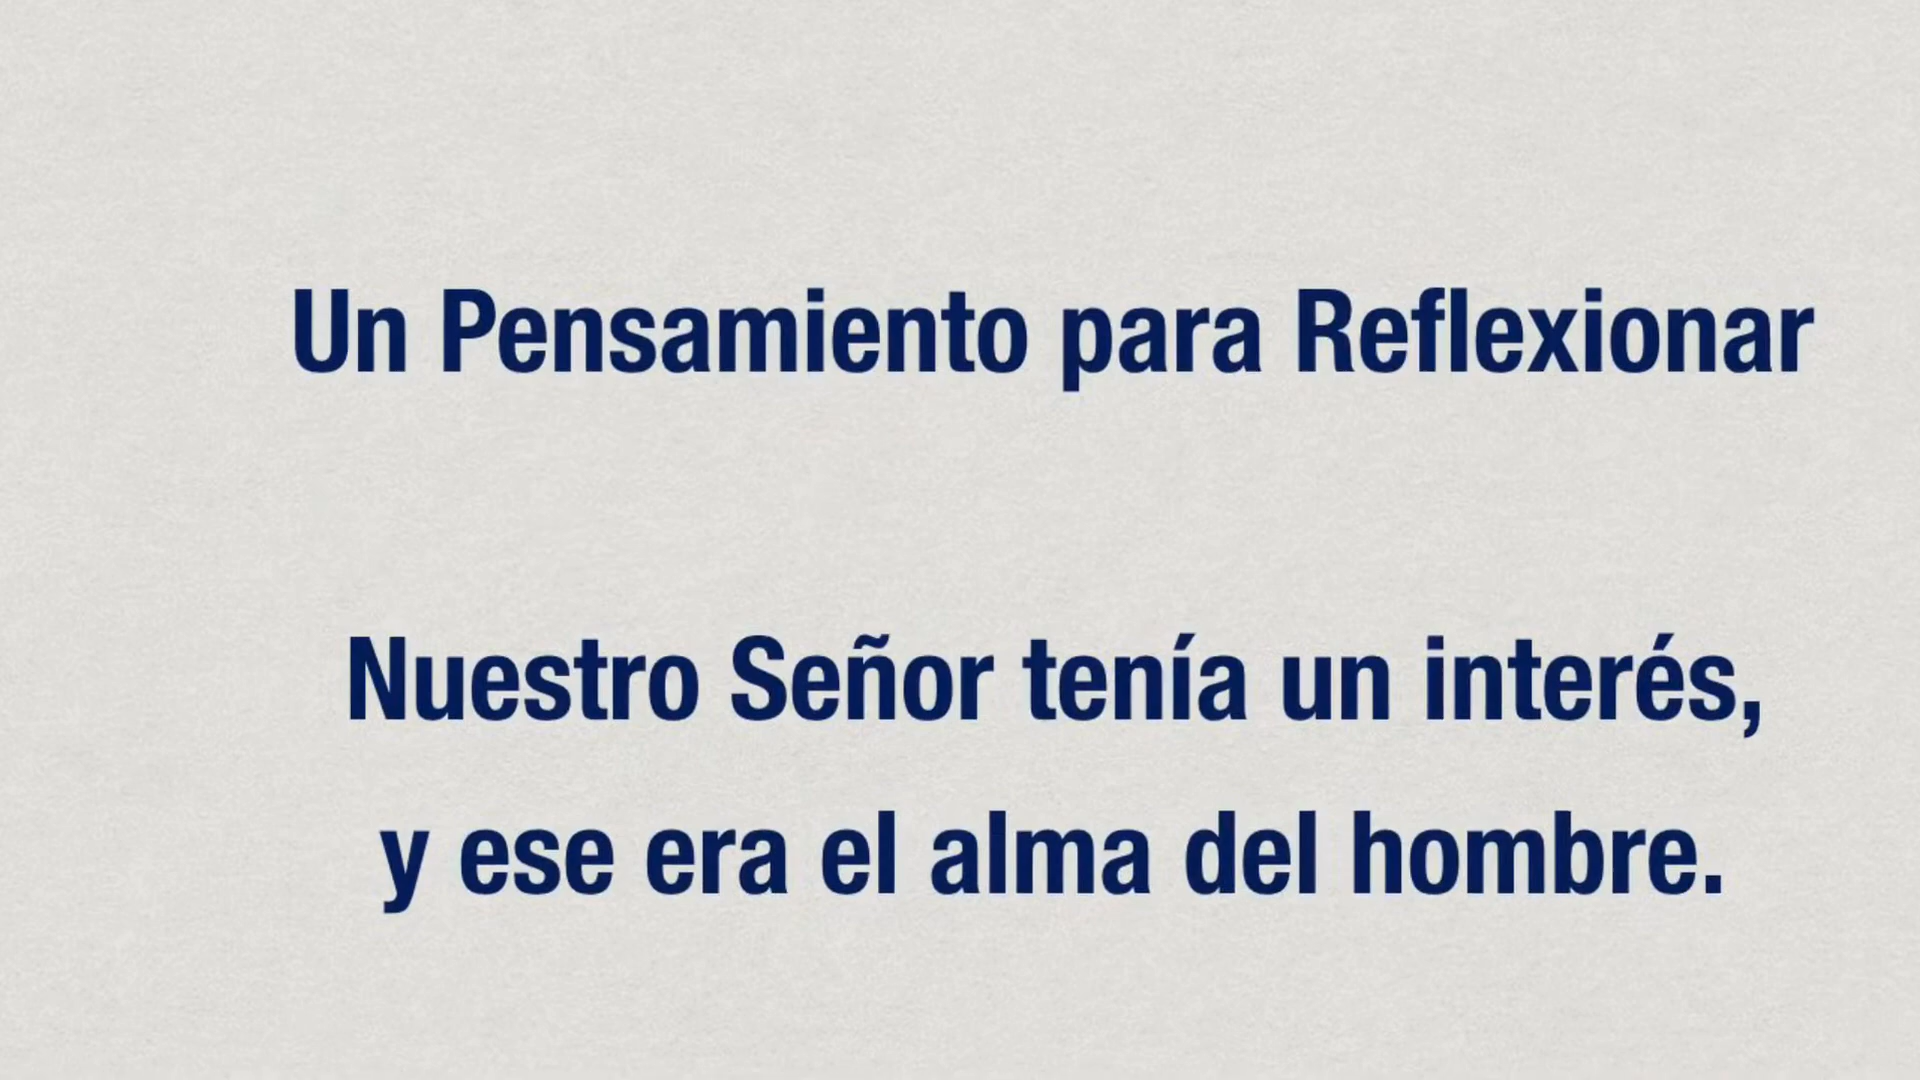 Un Pensamiento para Reflexionar
Nuestro Señor tenía un interés,
y ese era el alma del hombre.